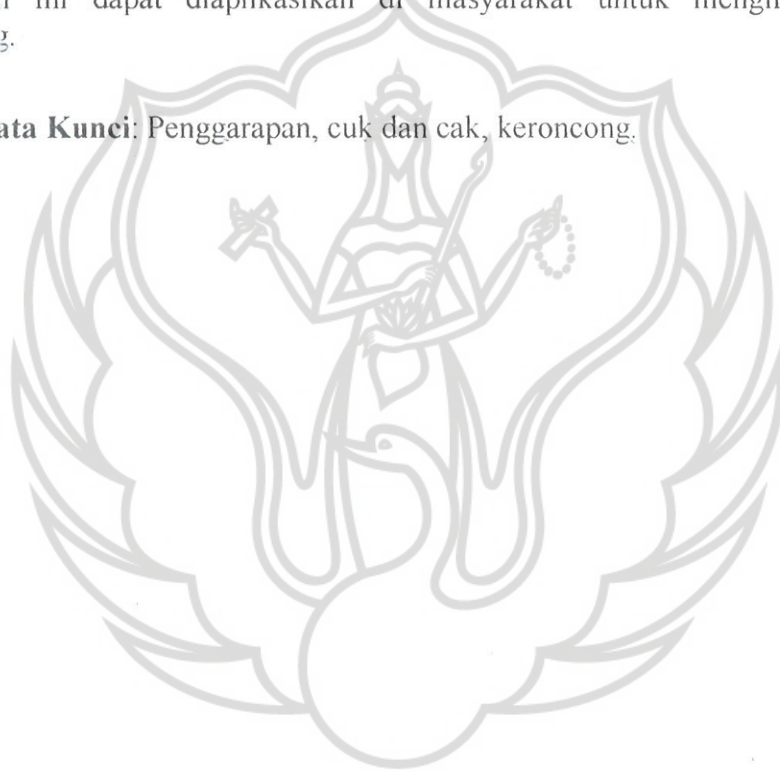 ini dapat diaplikasikan di masyarakat untuk
ata Kunci: Penggarapan, cuk dan cak, keroncong.